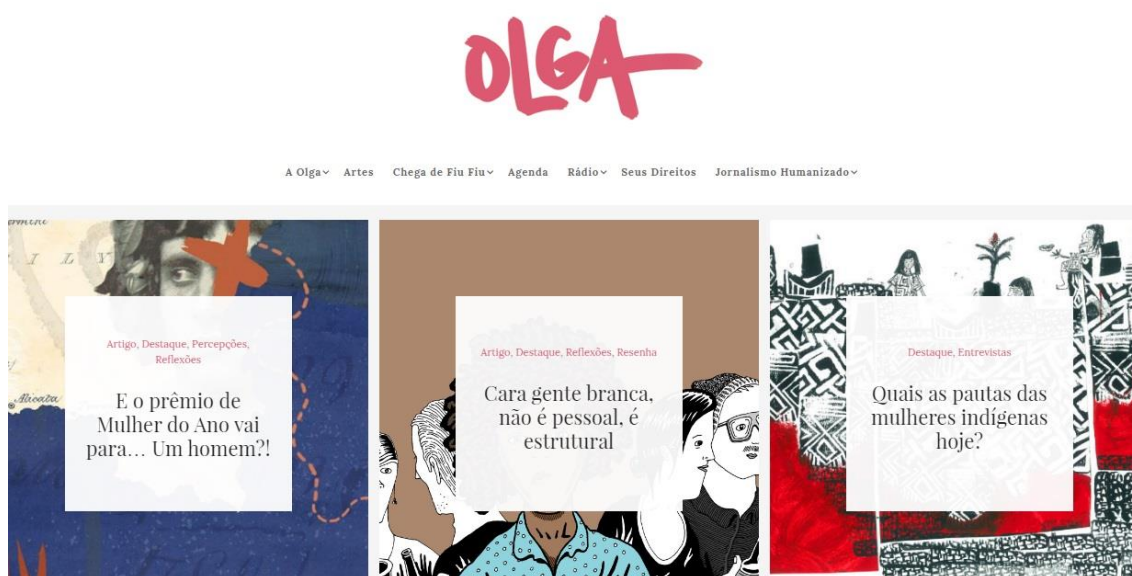 OLGA
A Olga Artes Chega de Fiu Fiu Agenda Rádio Seus Direitos Jornalismo Humanizado
Artigo, Destaque, Percepções,
Reflexões
E o prêmio de
Mulher do Ano vai
para... Um homem?!
Artigo, Destaque, Reflexões, Resenha
Cara gente branca,
não é pessoal, é
estrutural
Destaque, Entrevistas
Quais as pautas das
mulheres indígenas
hoje?
Alicata